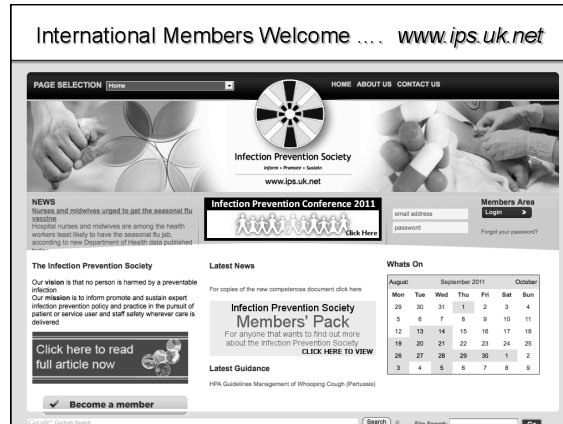 International Members Welcome .... www.ips.uk.net
PAGE SELECTION Home
HOME ABOUT US CONTACT US
Infection Prevention Society
Inform • Promote • Sustain
www.ips.uk.net
NEWS
Nurses and midwives urged to get the seasonal flu
vaccine
Hospital nurses and midwives are among the health
workers least likely to have the seasonal flu jab,
according to new Department of Health data published
today
Infection Prevention Conference 2011
Click Here
email address
password
Members Area
Login
Forgot your password?
The Infection Prevention Society
Our vision is that no person is harmed by a preventable
infection
Our mission is to inform promote and sustain expert
infection prevention policy and practice in the pursuit of
patient or service user and staff safety wherever care is
delivered
Click here to read
full article now
Become a member
Latest News
For copies of the new competences document click here
Infection Prevention Society
Members' Pack
For anyone that wants to find out more
about the Infection Prevention Society
CLICK HERE TO VIEW
Latest Guidance
HPA Guidelines Management of Whooping Cough (Pertussis)
Whats On
August September 2011 October
Mon Tue Wed Thu Fri Sat Sun
29 30 31 1 2 3 4
5 6 7 8 9 10 11
12 13 14 15 16 17 18
19 20 21 22 23 24 25
26 27 28 29 30 1 2
3 4 5 6 7 8 9
Google Custom Search
Search
Site Search:
Go